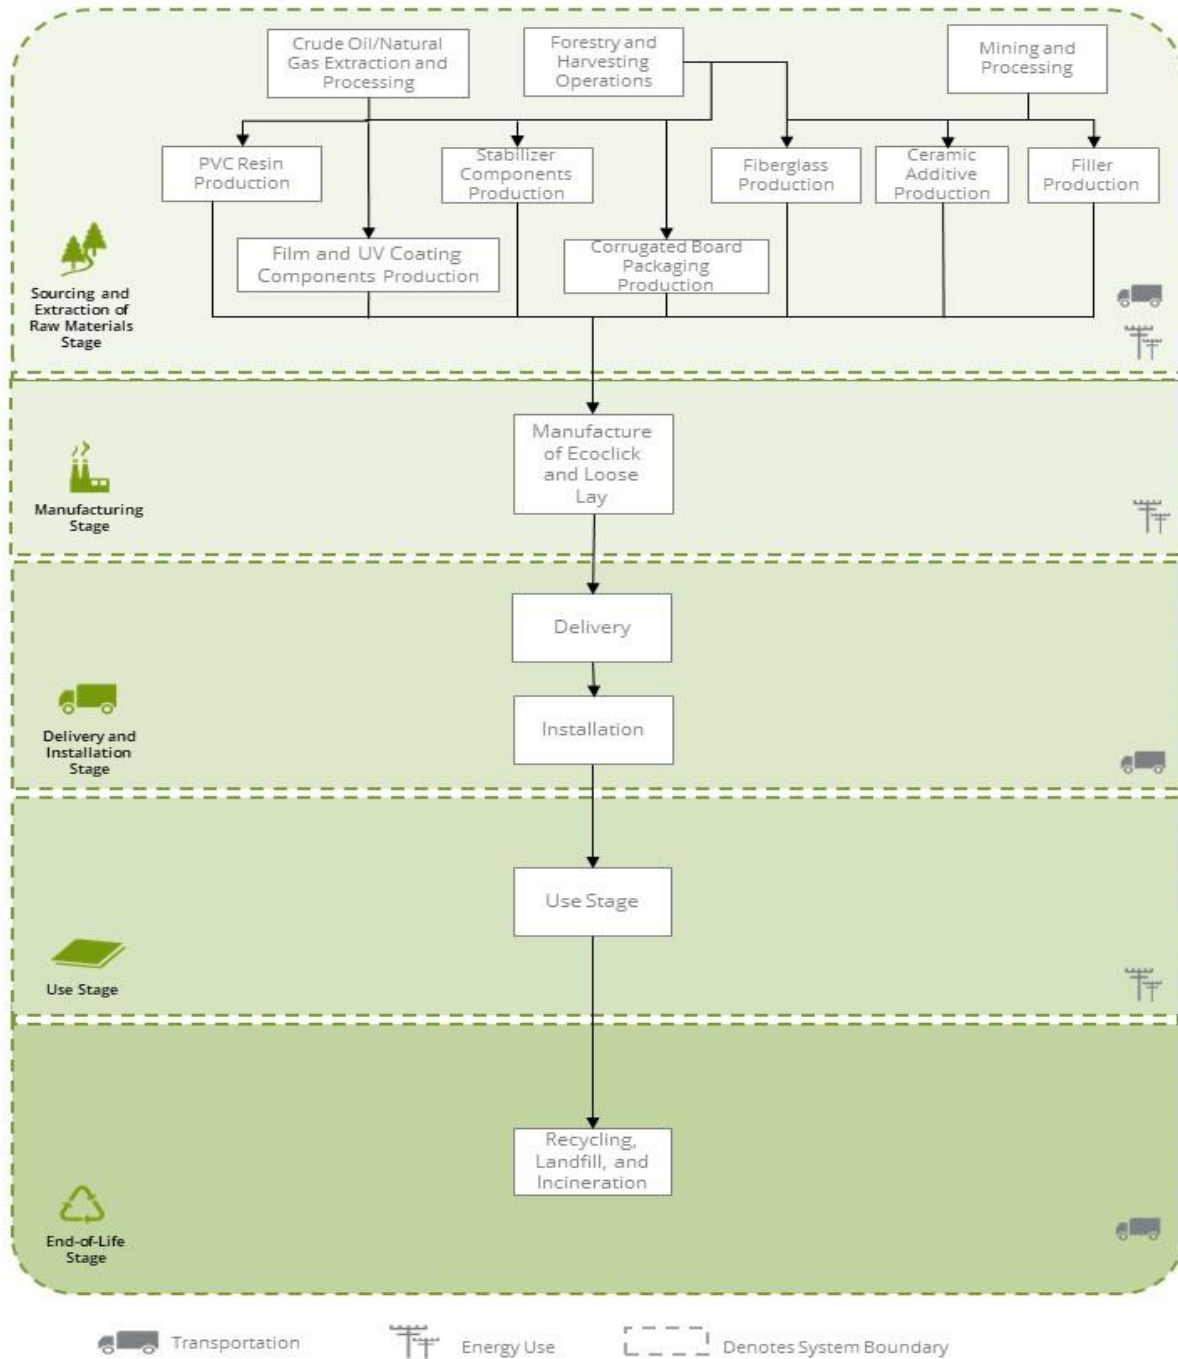 Crude Oil/Natural
Gas Extraction and
Processing
Forestry and
Harvesting
Operations
Mining and
Processing
PVC Resin
Production
Stabilizer
Components
Production
Fiberglass
Production
Ceramic
Additive
Production
Filler
Production
Film and UV Coating
Components Production
Corrugated Board
Packaging
Production
Sourcing and
Extraction of
Raw Materials
Stage
Manufacture
of Ecoclick
and Loose
Lay
Manufacturing
Stage
Delivery
Installation
Delivery and
Installation
Stage
Use Stage
Use Stage
Recycling,
Landfill, and
Incineration
End-of-Life
Stage
Transportation
Energy Use
Denotes System Boundary